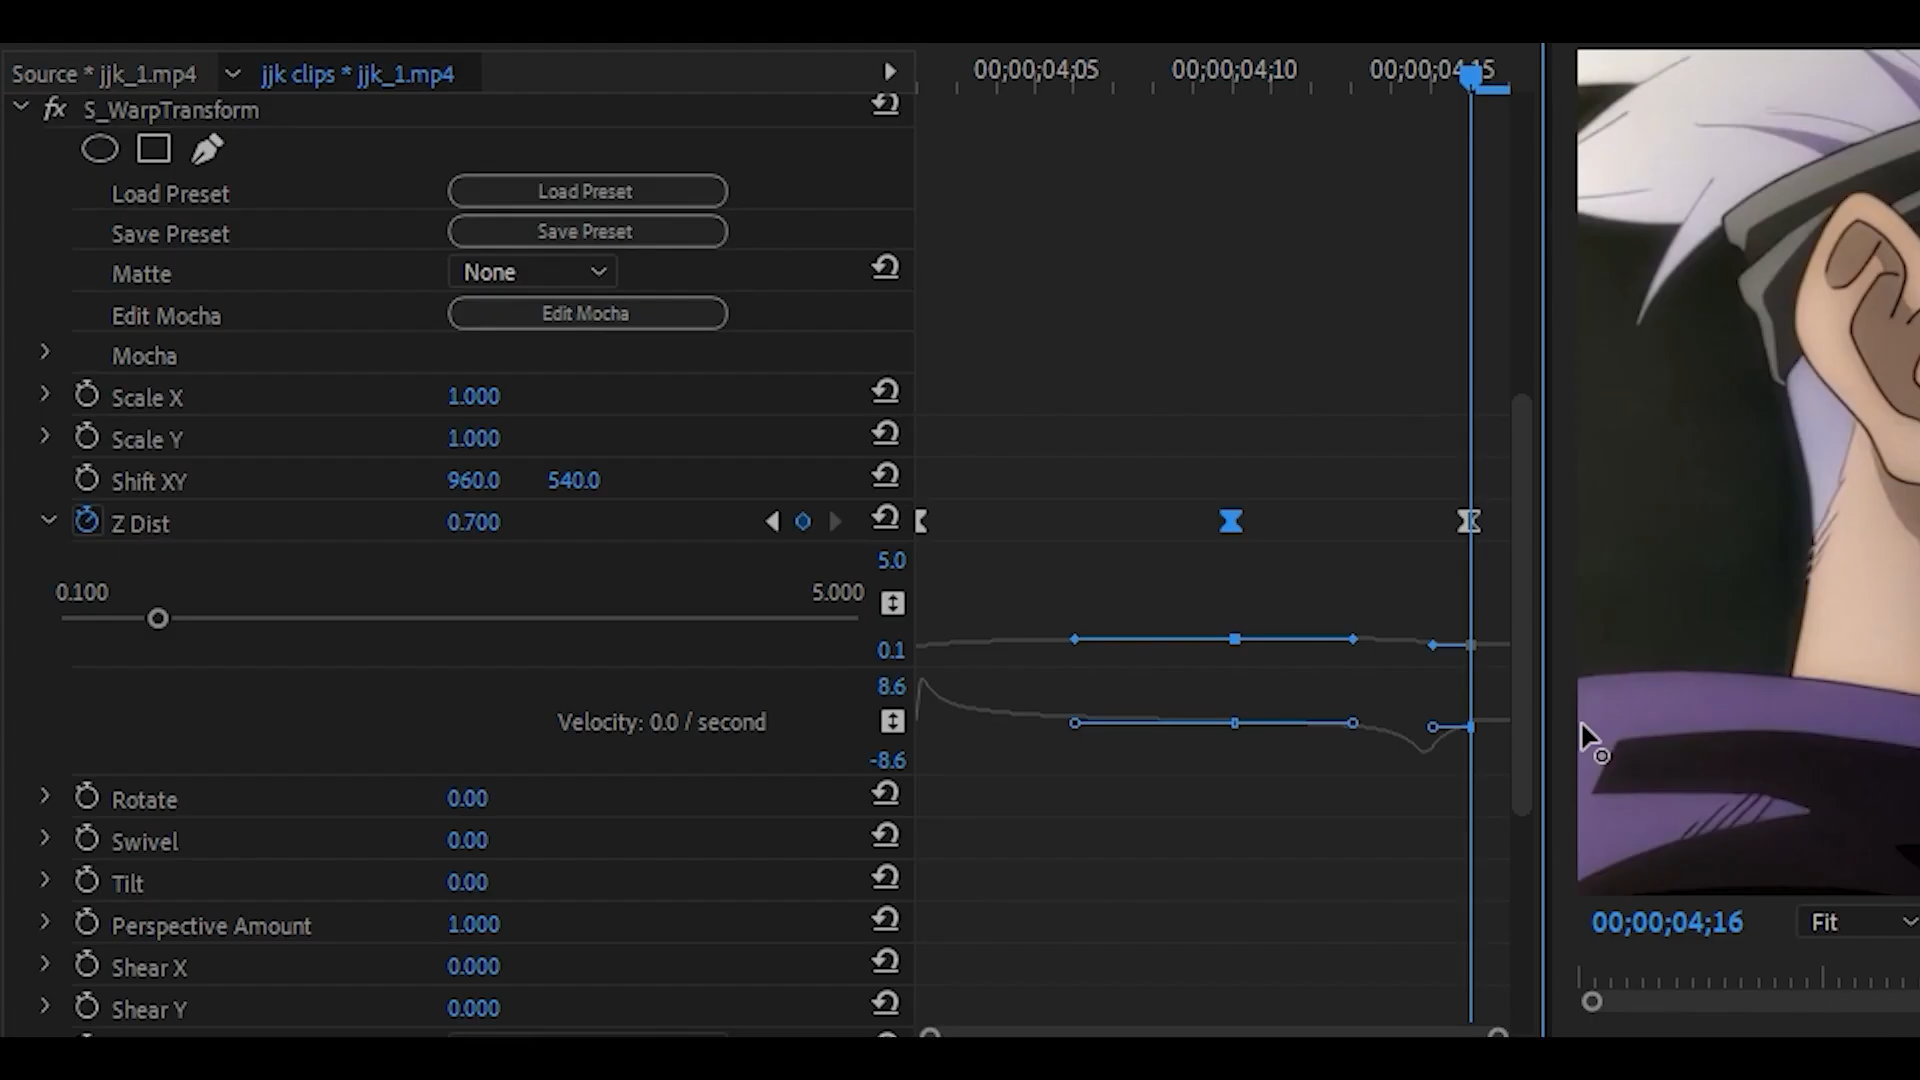 Source * jjk_1.mp4 jjk clips * jjk_1.mp4 00;00;04;05 00;00;04;10 00;00;04;15
fx S_WarpTransform
Load Preset Load Preset
Save Preset Save Preset
Matte None
Edit Mocha Edit Mocha
Mocha
Scale X 1.000
Scale Y 1.000
Shift XY 960.0 540.0
Z Dist 0.700
5.0
0.100 5.000
0.1
8.6
Velocity: 0.0 / second
-8.6
Rotate 0.00
Swivel 0.00
Tilt 0.00
Perspective Amount 1.000
00;00;04;16 Fit
Shear X 0.000
Shear Y 0.000